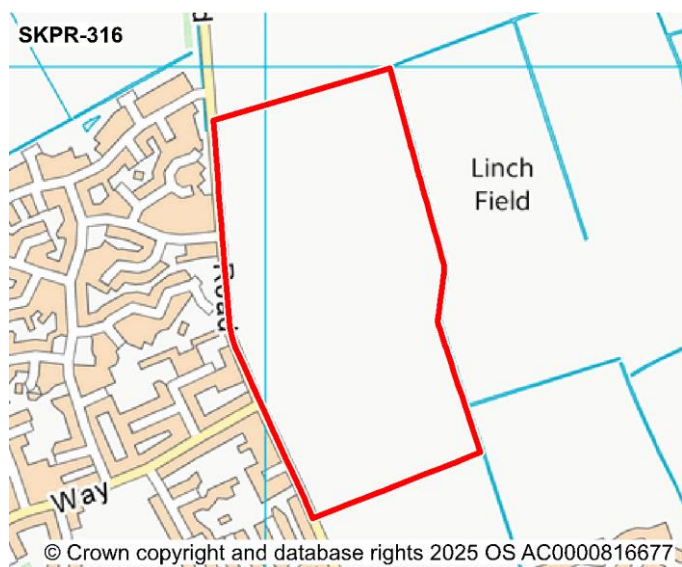 SKPR-316
Linch
Field
Road
Way
© Crown copyright and database rights 2025 OS AC0000816677